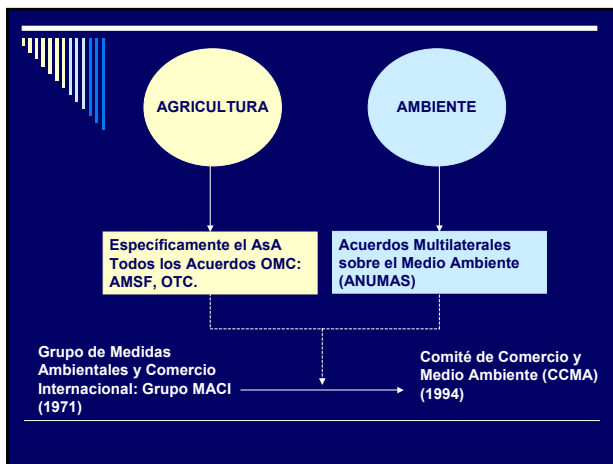 AGRICULTURA
AMBIENTE
Específicamente el AsA
Todos los Acuerdos OMC:
AMSF, OTC.
Acuerdos Multilaterales
sobre el Medio Ambiente
(ANUMAS)
Grupo de Medidas
Ambientales y Comercio
Internacional: Grupo MACI
(1971)
Comité de Comercio y
Medio Ambiente (CCMA)
(1994)